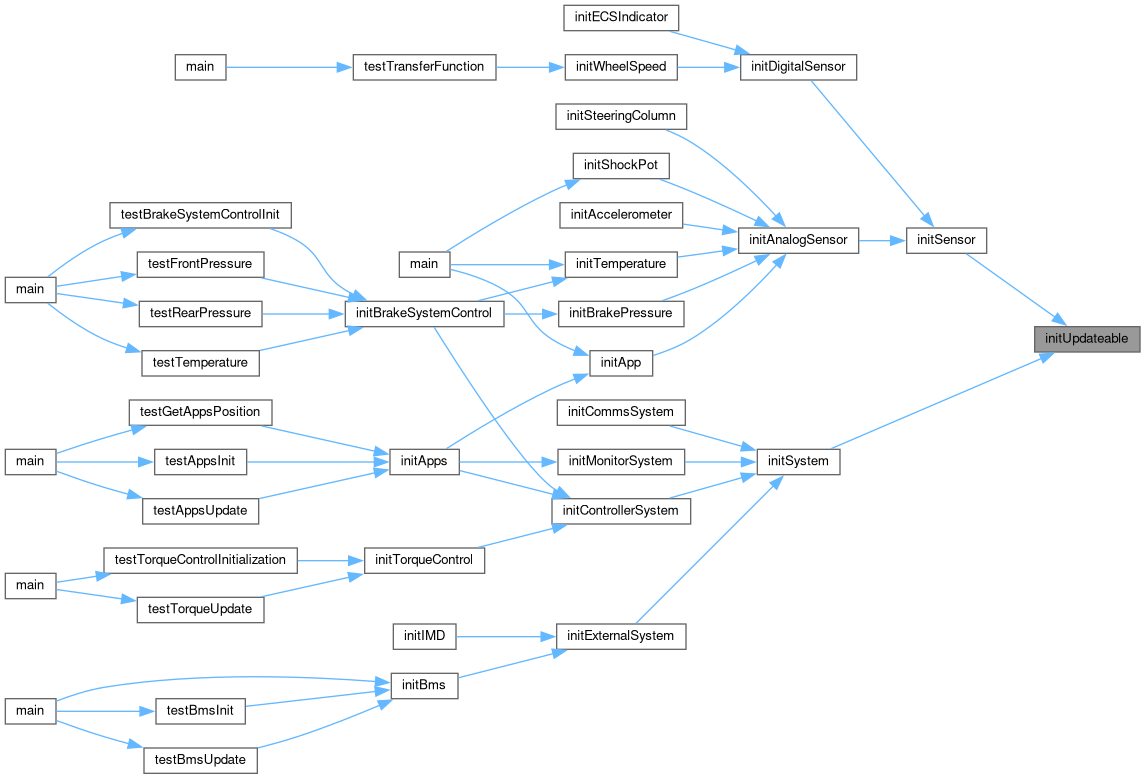 initECSIndicator
main
testTransferFunction
initWheelSpeed
initDigitalSensor
initSteeringColumn
initShockPot
testBrakeSystemControlInit
initAccelerometer
initAnalogSensor
initSensor
main
testFrontPressure
main
initTemperature
testRearPressure
initBrakeSystemControl
initBrakePressure
initUpdateable
testTemperature
initApp
testGetAppsPosition
initCommsSystem
main
testAppsInit
initApps
initMonitorSystem
initSystem
testAppsUpdate
initControllerSystem
testTorqueControlInitialization
initTorqueControl
main
testTorqueUpdate
initIMD
initExternalSystem
initBms
main
testBmsInit
testBmsUpdate